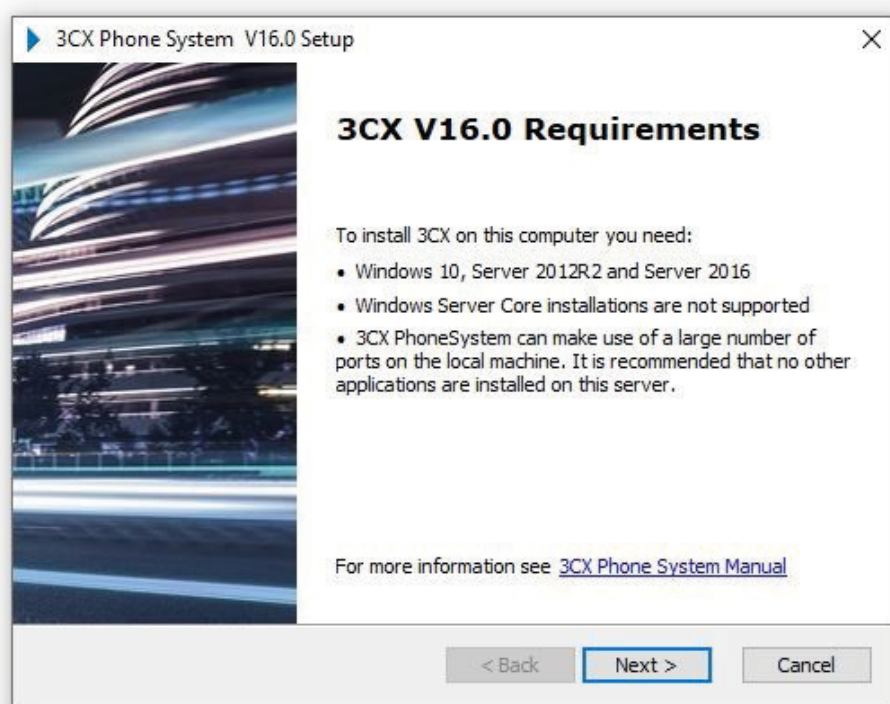 3CX Phone System V16.0 Setup
3CX V16.0 Requirements
To install 3CX on this computer you need:
• Windows 10, Server 2012R2 and Server 2016
• Windows Server Core installations are not supported
• 3CX PhoneSystem can make use of a large number of
ports on the local machine. It is recommended that no other
applications are installed on this server.
For more information see 3CX Phone System Manual
< Back Next > Cancel